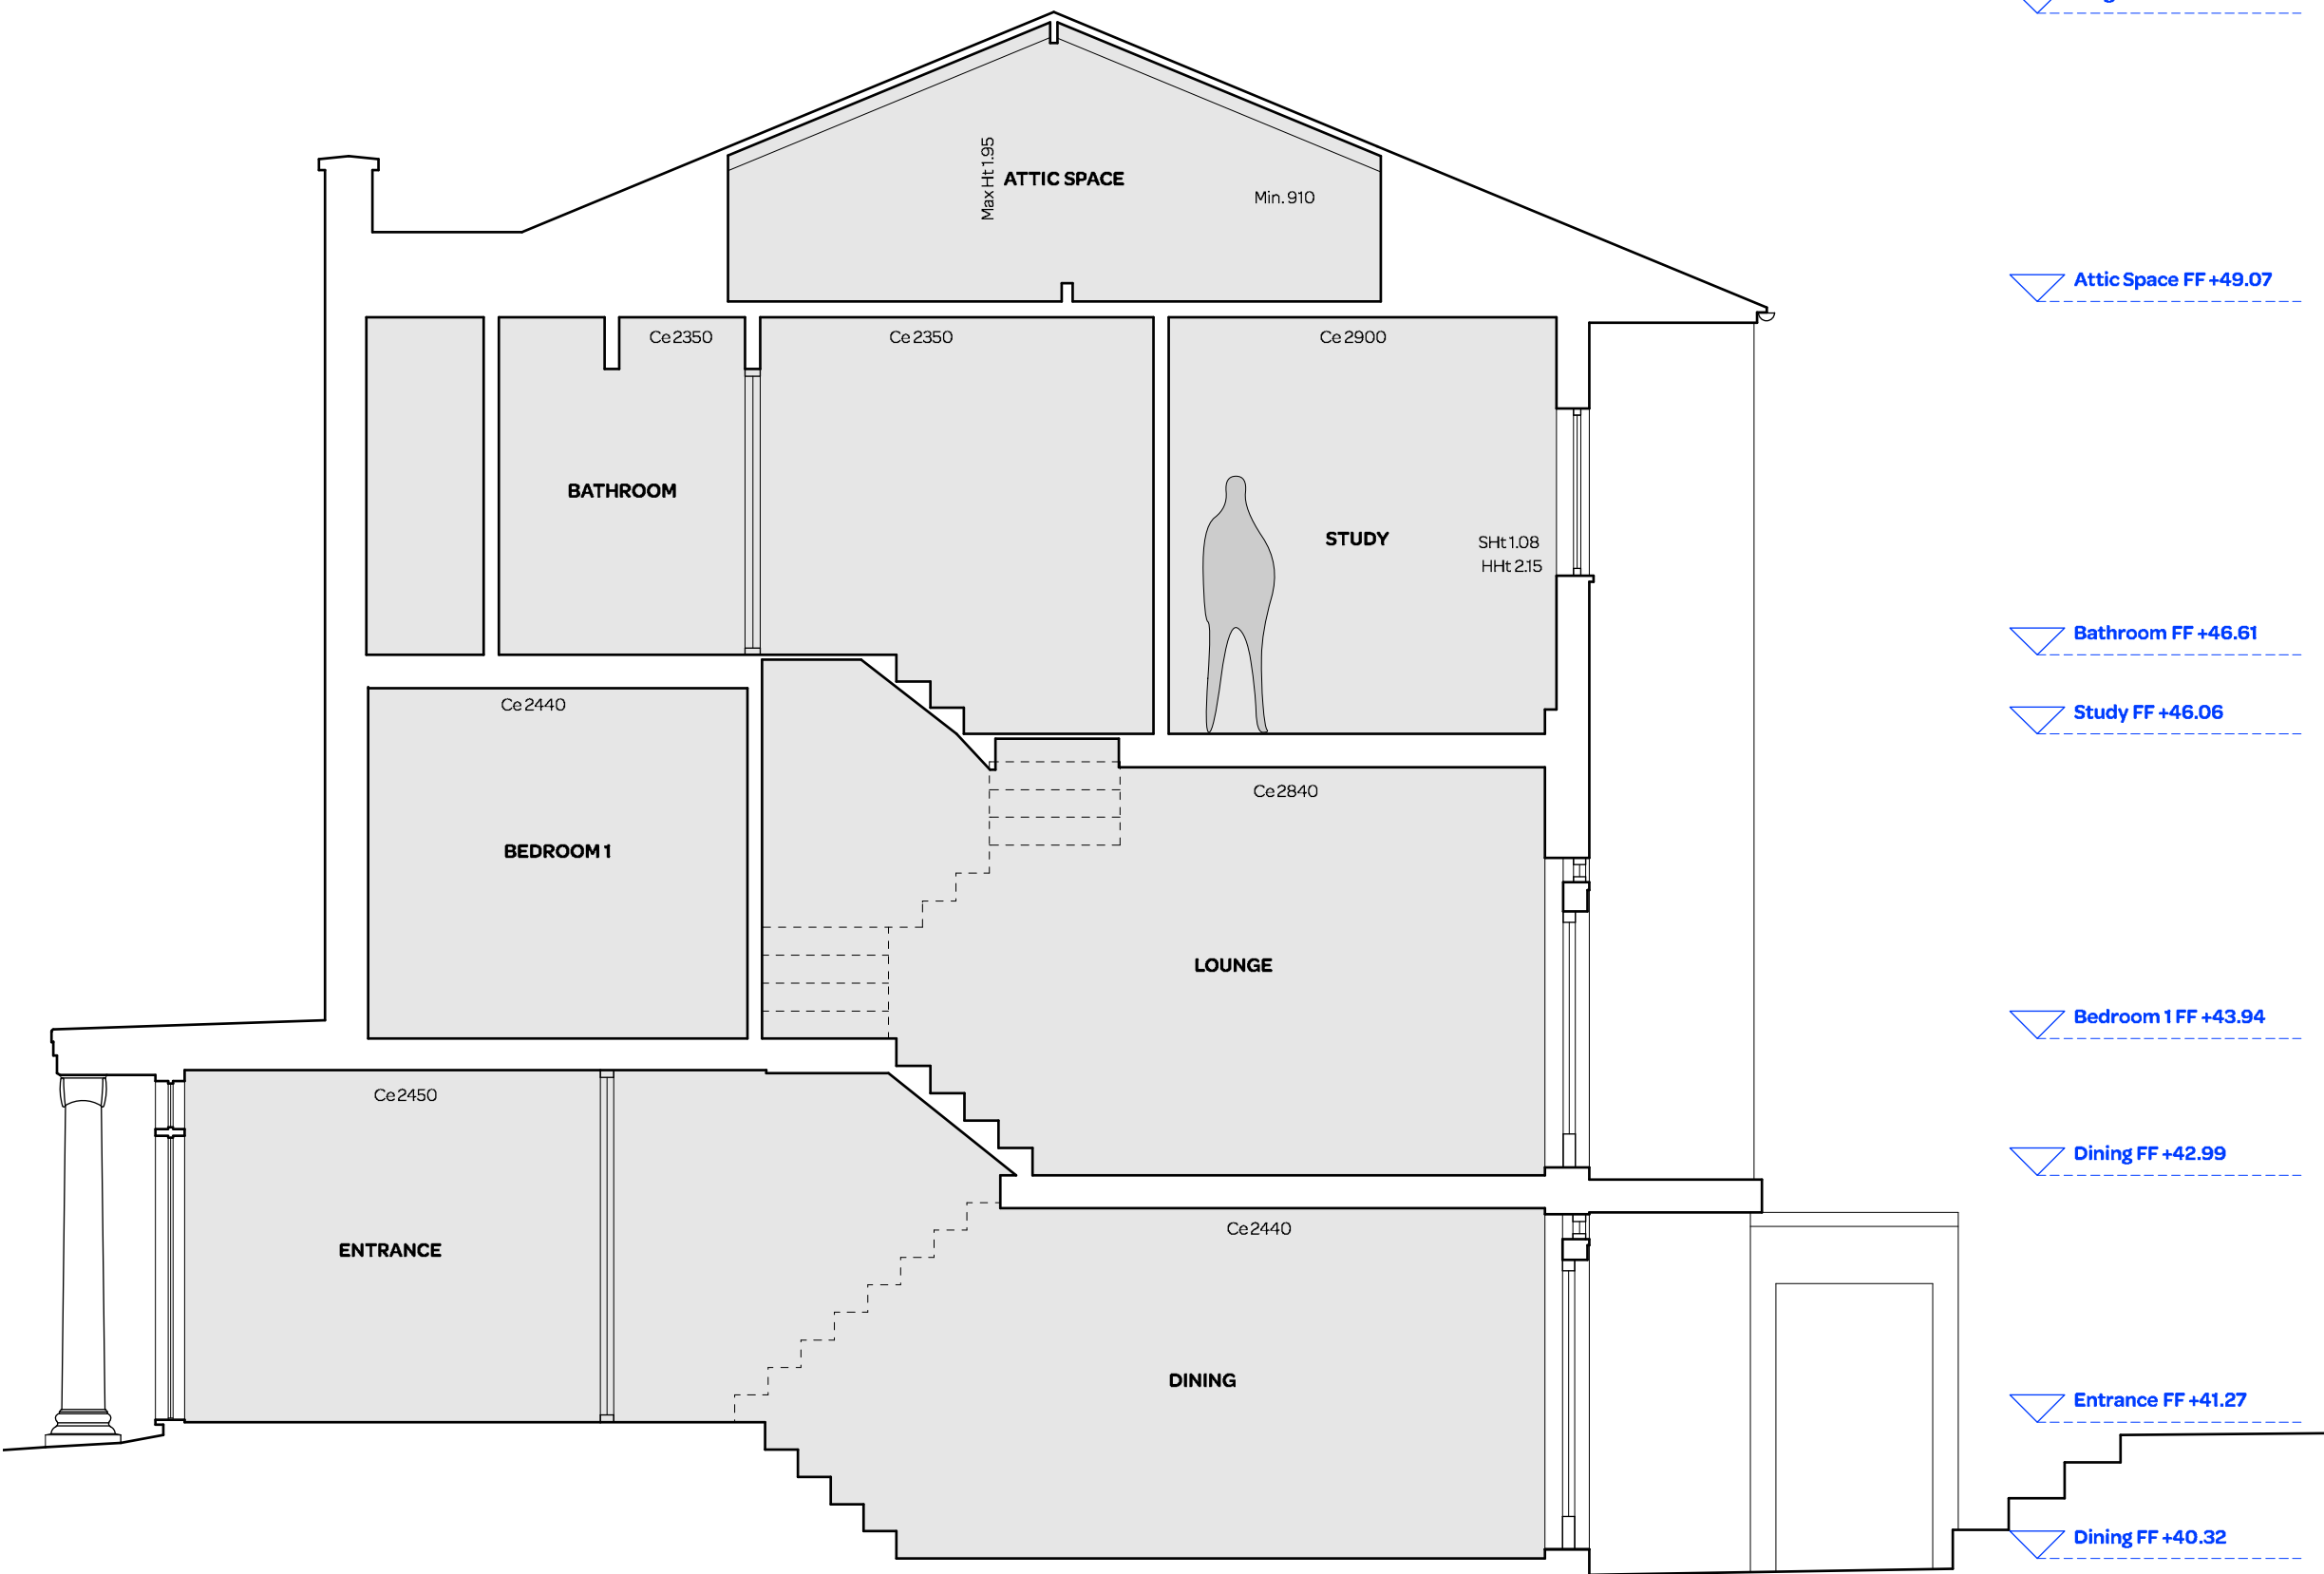 Max Ht 1.95
ATTIC SPACE
Min. 910
Attic Space FF +49.07
Ce 2350
Ce 2350
Ce 2900
BATHROOM
STUDY
SHt 1.08
HHt 2.15
Bathroom FF +46.61
Ce 2440
Study FF +46.06
Ce 2840
BEDROOM 1
LOUNGE
Bedroom 1 FF +43.94
Ce 2450
Dining FF +42.99
Ce 2440
ENTRANCE
DINING
Entrance FF +41.27
Dining FF +40.32